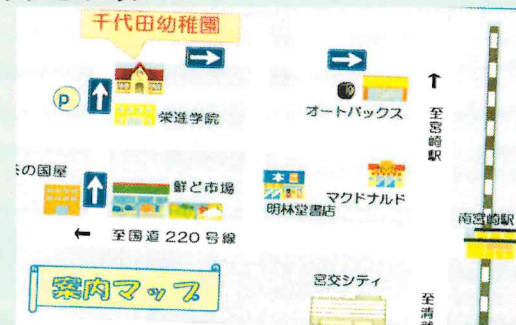 千代田幼稚園
P
栄進学院
オートバックス
至宮崎駅
の国屋
鮮ど市場
本
明林堂書店
マクドナルド
南宮崎駅
← 至国道220号線
案内マップ
宮交シティ
至清